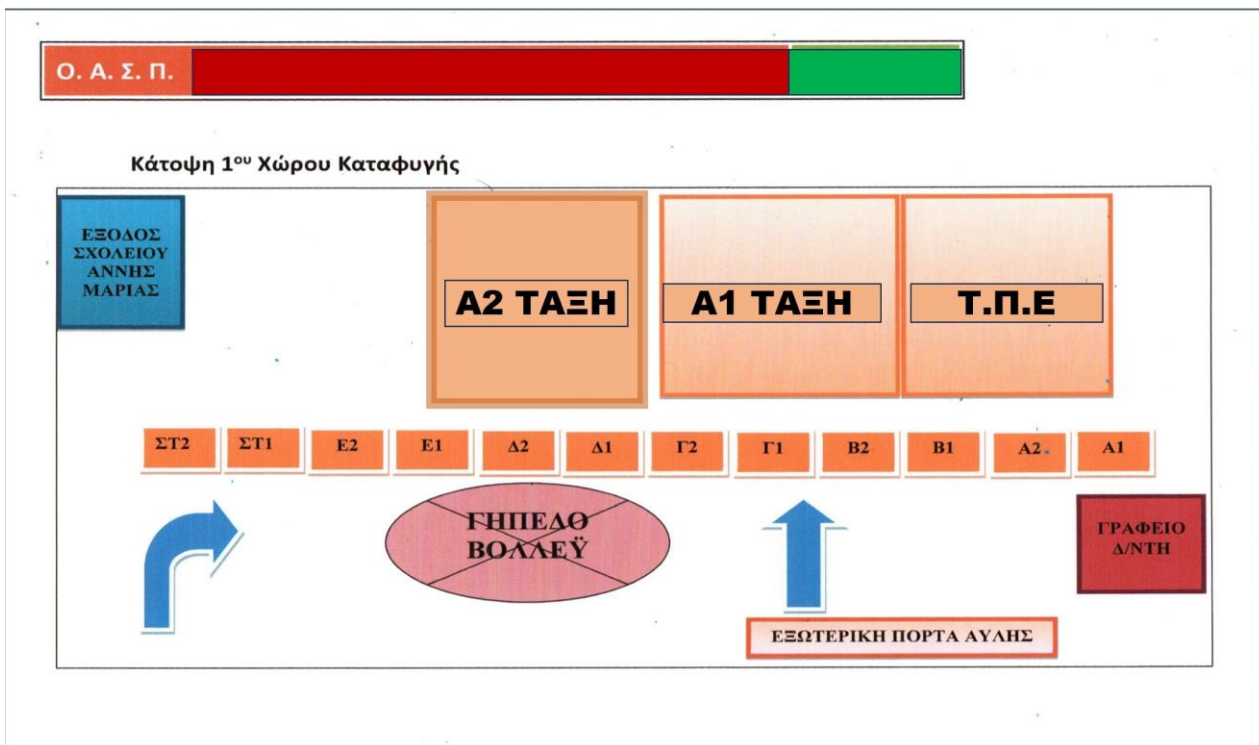 Ο. Α. Σ. Π.
Κάτοψη 1ου Χώρου Καταφυγής
ΕΞΟΔΟΣ
ΣΧΟΛΕΙΟΥ
ΑΝΝΗΣ
ΜΑΡΙΑΣ
Α2 ΤΑΞΗ
Α1 ΤΑΞΗ
Τ.Π.Ε
ΣΤ2 ΣΤ1 Ε2 Ε1 Δ2 Δ1 Γ2 Γ1 Β2 Β1 Α2 Α1
ΓΗΠΕΔΟ
ΒΟΛΛΕΫ
ΓΡΑΦΕΙΟ
Δ/ΝΤΗ
ΕΞΩΤΕΡΙΚΗ ΠΟΡΤΑ ΑΥΛΗΣ